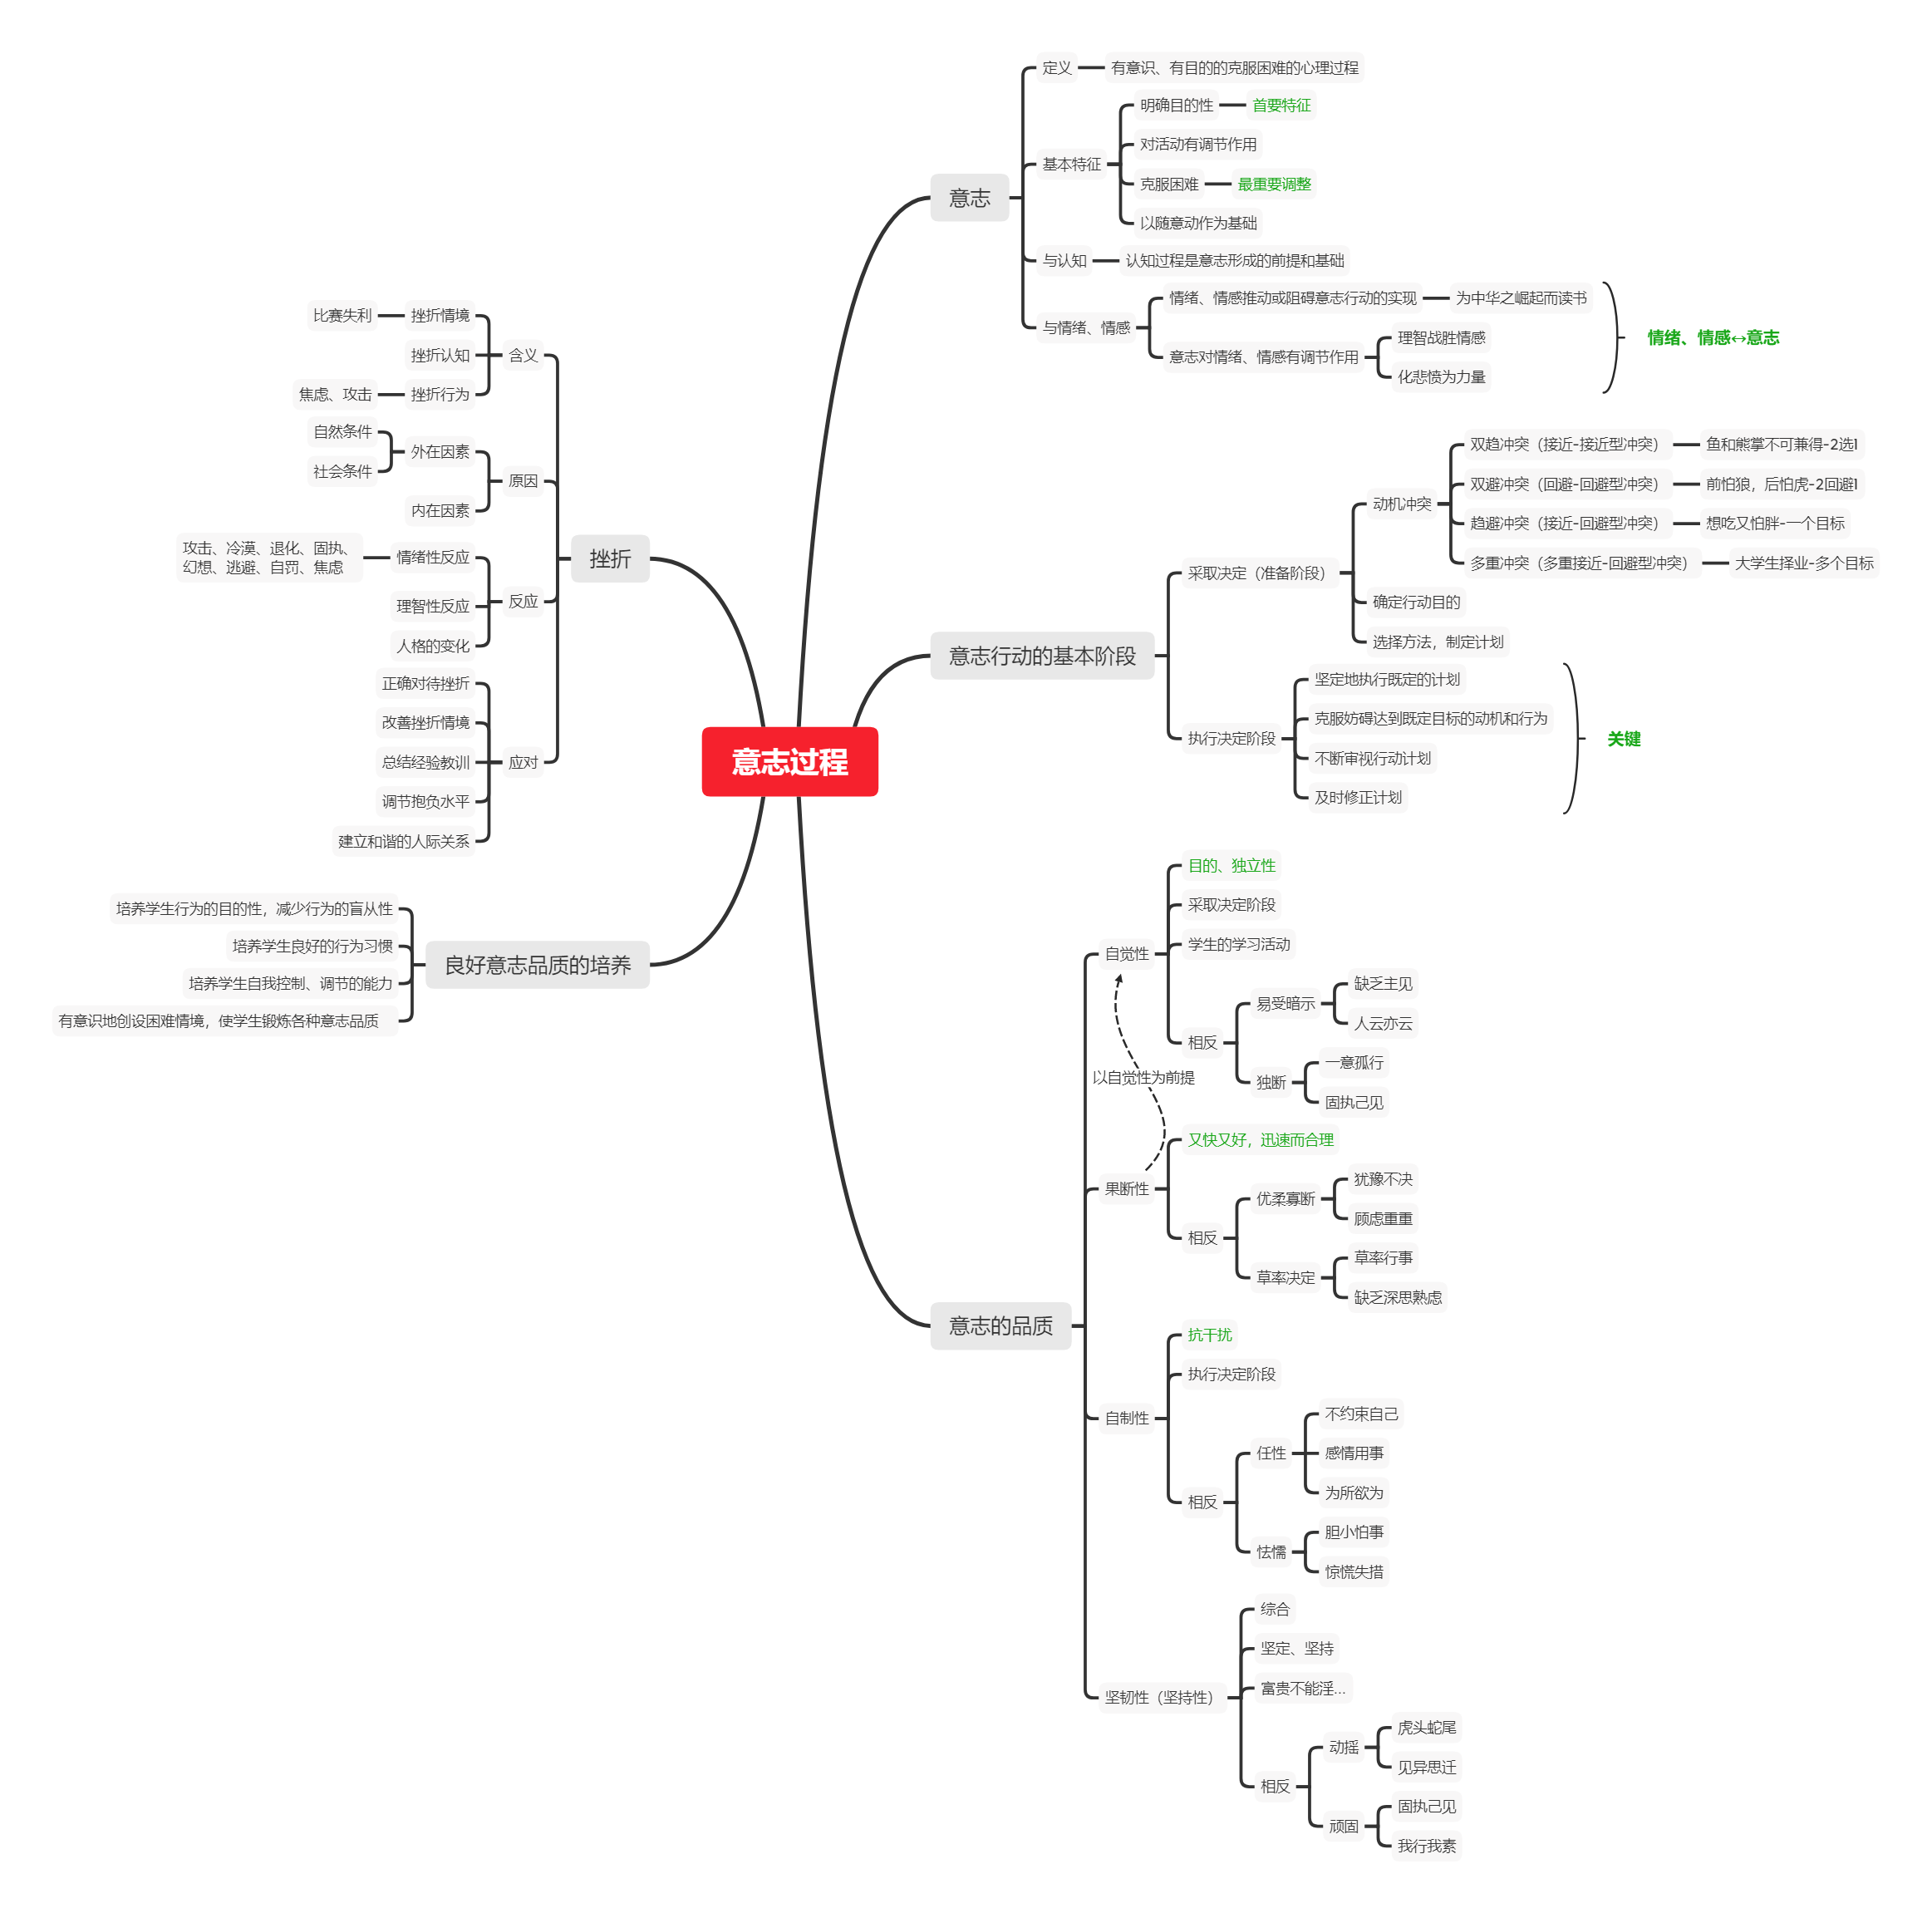 意志过程
意志
定义
有意识、有目的的克服困难的心理过程
基本特征
明确目的性
首要特征
对活动有调节作用
克服困难
最重要调整
以随意动作为基础
与认知
认知过程是意志形成的前提和基础
与情绪、情感
情绪、情感推动或阻碍意志行动的实现
为中华之崛起而读书
意志对情绪、情感有调节作用
理智战胜情感
化悲愤为力量
情绪、情感↔意志
意志行动的基本阶段
采取决定（准备阶段）
动机冲突
双趋冲突（接近-接近型冲突）
鱼和熊掌不可兼得-2选1
双避冲突（回避-回避型冲突）
前怕狼，后怕虎-2回避1
趋避冲突（接近-回避型冲突）
想吃又怕胖-一个目标
多重冲突（多重接近-回避型冲突）
大学生择业-多个目标
确定行动目的
选择方法，制定计划
执行决定阶段
坚定地执行既定的计划
克服妨碍达到既定目标的动机和行为
不断审视行动计划
及时修正计划
关键
意志的品质
自觉性
目的、独立性
采取决定阶段
学生的学习活动
相反
易受暗示
缺乏主见
人云亦云
独断
一意孤行
固执己见
以自觉性为前提
果断性
又快又好，迅速而合理
相反
优柔寡断
犹豫不决
顾虑重重
草率决定
草率行事
缺乏深思熟虑
自制性
抗干扰
执行决定阶段
相反
任性
不约束自己
感情用事
为所欲为
怯懦
胆小怕事
惊慌失措
坚韧性（坚持性）
综合
坚定、坚持
富贵不能淫...
相反
动摇
虎头蛇尾
见异思迁
顽固
固执己见
我行我素
挫折
含义
挫折情境
比赛失利
挫折认知
挫折行为
焦虑、攻击
原因
外在因素
自然条件
社会条件
内在因素
反应
情绪性反应
攻击、冷漠、退化、固执、
幻想、逃避、自罚、焦虑
理智性反应
人格的变化
应对
正确对待挫折
改善挫折情境
总结经验教训
调节抱负水平
建立和谐的人际关系
良好意志品质的培养
培养学生行为的目的性，减少行为的盲从性
培养学生良好的行为习惯
培养学生自我控制、调节的能力
有意识地创设困难情境，使学生锻炼各种意志品质